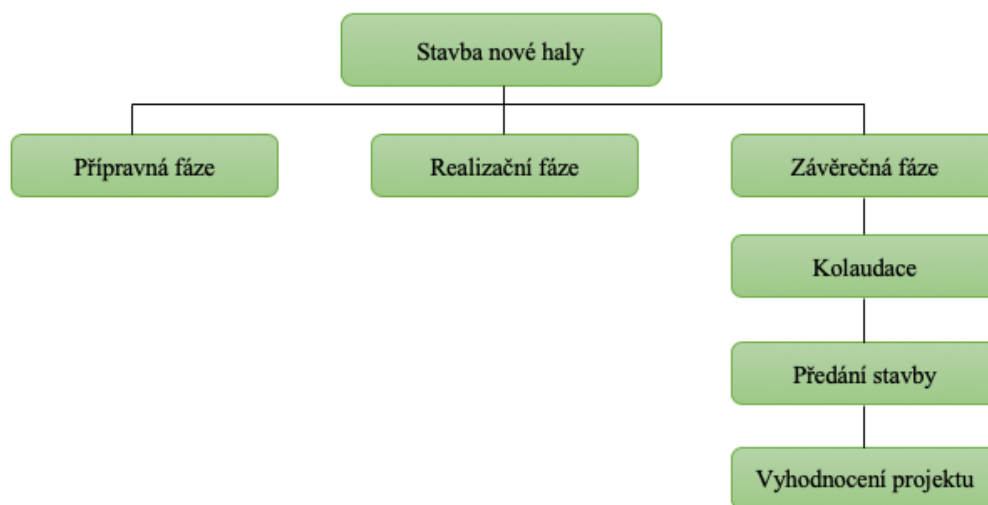 Stavba nové haly
Přípravná fáze
Realizační fáze
Závěrečná fáze
Kolaudace
Předání stavby
Vyhodnocení projektu